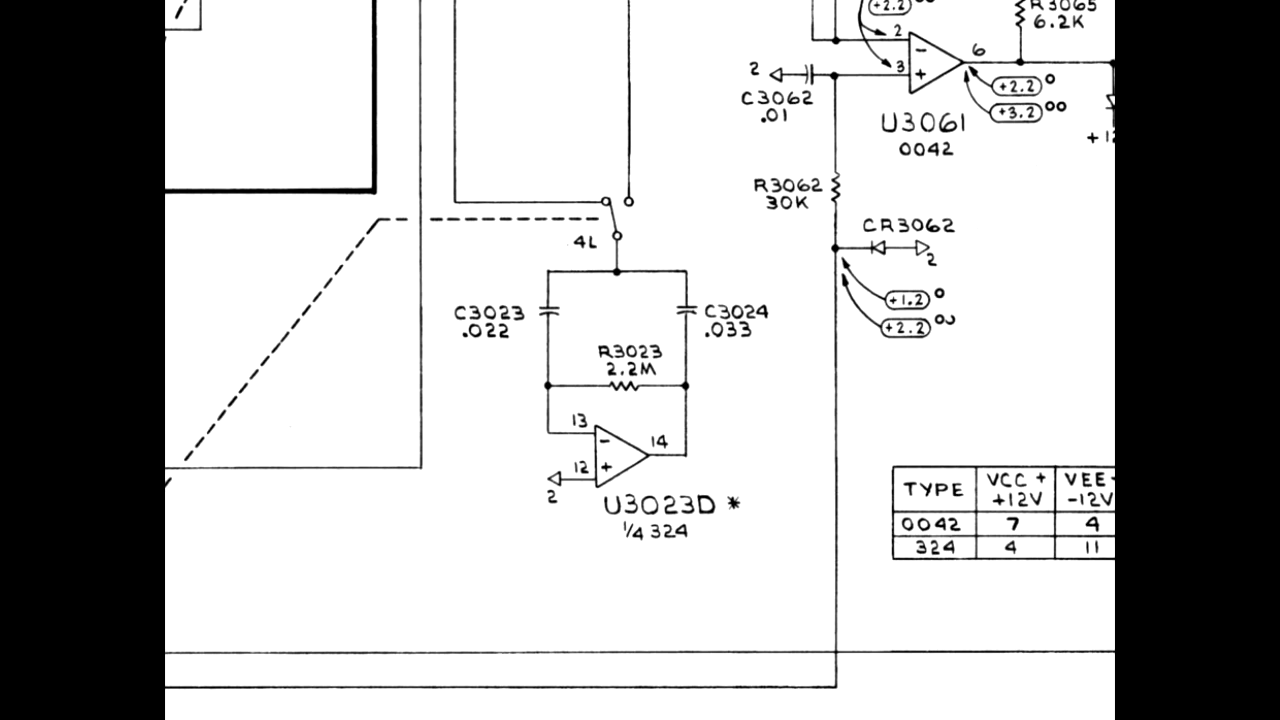 +2.2 oo
R3065
6.2K
2
−
3
+
6
2
C3062
.01
+2.2 o
+3.2 oo
U3061
0042
R3062
30K
CR3062
2
4L
+1.2 o
+2.2
C3023
.022
C3024
.033
R3023
2.2M
13
−
14
12
+
2
U3023D *
1/4 324
TYPE VCC + +12V VEE- -12V
0042 7 4
324 4 11